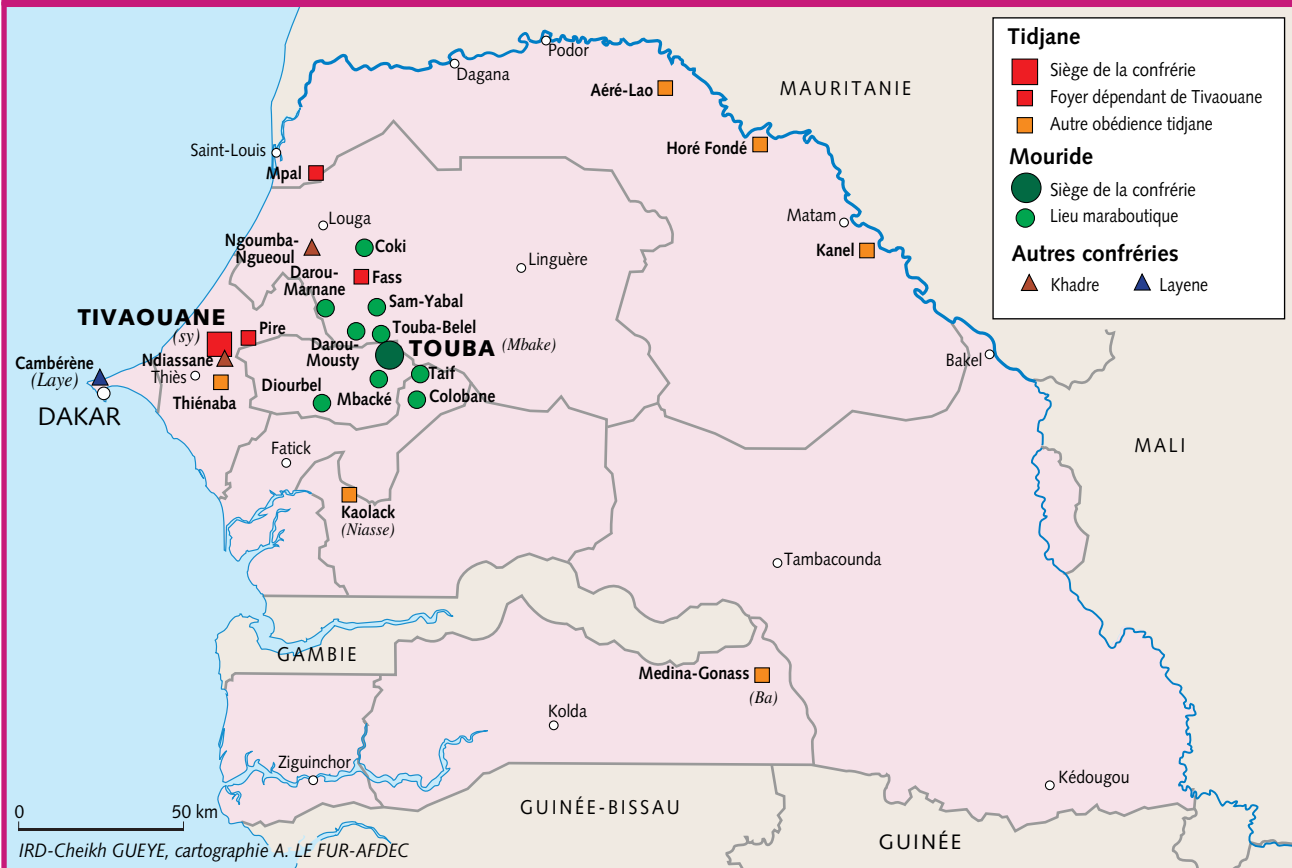 Tidjane
Siège de la confrérie
Foyer dépendant de Tivaouane
Autre obédience tidjane
Mouride
Siège de la confrérie
Lieu maraboutique
Autres confréries
Khadre
Layene
Podor
Dagana
Aéré-Lao
MAURITANIE
Horé Fondé
Saint-Louis
Mpal
Matam
Louga
Ngoumba-
Ngueoul
Coki
Kanel
Linguère
Darou-
Marnane
Fass
Sam-Yabal
TIVAOUANE
(sy)
Pire
Touba-Belel
Darou-
Mousty
TOUBA (Mbake)
Bakel
Cambérène
(Laye)
Ndiassane
Thiès
Taif
Diourbel
Mbacké
Colobane
Thiénaba
DAKAR
MALI
Fatick
Kaolack
(Niasse)
Tambacounda
GAMBIE
Medina-Gonass
(Ba)
Kolda
Ziguinchor
Kédougou
GUINÉE-BISSAU
GUINÉE
0 50 km
IRD-Cheikh GUEYE, cartographie A. LE FUR-AFDEC